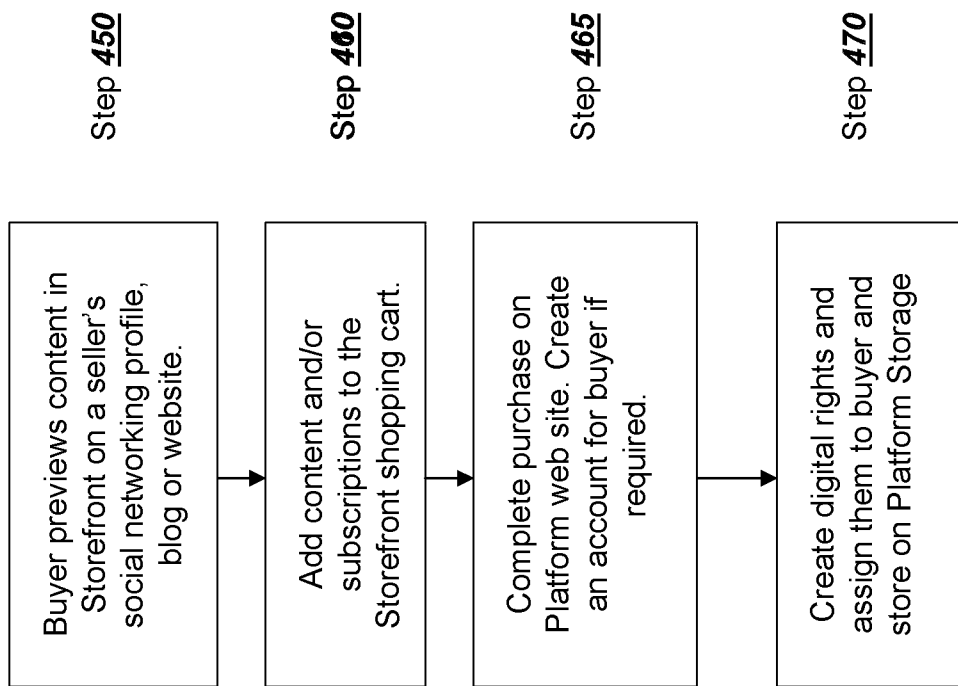 Buyer previews content in
Storefront on a seller's
social networking profile,
blog or website.
Step 450
Add content and/or
subscriptions to the
Storefront shopping cart.
Step 460
Complete purchase on
Platform web site. Create
an account for buyer if
required.
Step 465
Create digital rights and
assign them to buyer and
store on Platform Storage
Step 470